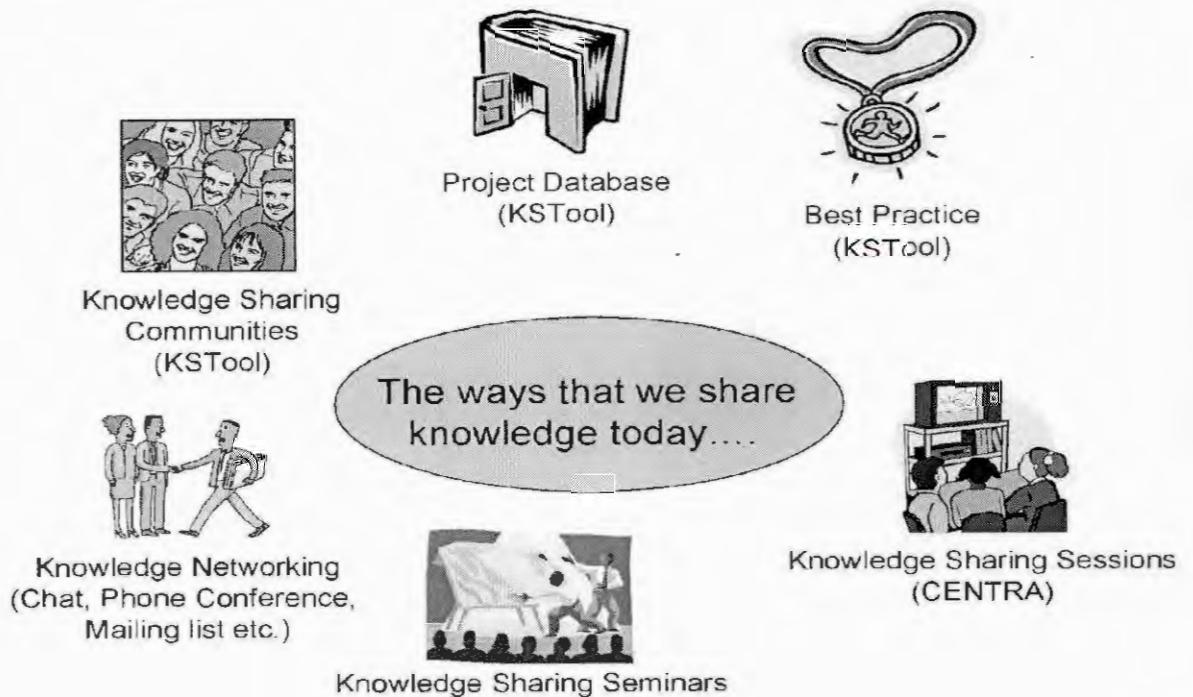 Project Database
(KSTool)
Best Practice
(KSTool)
Knowledge Sharing
Communities
(KSTool)
The ways that we share
knowledge today....
Knowledge Networking
(Chat, Phone Conference,
Mailing list etc.)
Knowledge Sharing Sessions
(CENTRA)
Knowledge Sharing Seminars